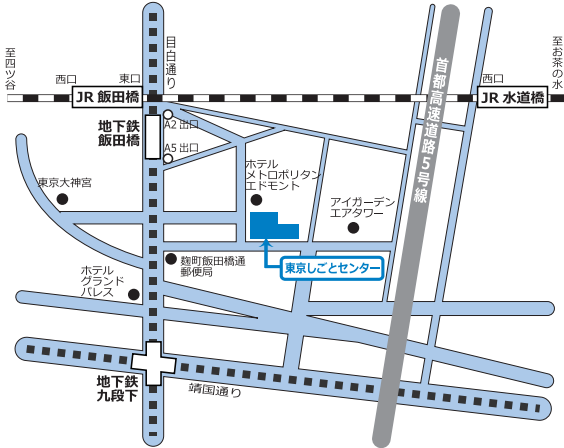 至四ツ谷
西口
東口
目白通り
JR 飯田橋
地下鉄
飯田橋
A2 出口
A5 出口
首都高速道路5号線
西口
至お茶の水
JR 水道橋
東京大神宮
ホテル
メトロポリタン
エドモント
アイガーデン
エアタワー
麹町飯田橋通
郵便局
東京しごとセンター
ホテル
グランド
パレス
地下鉄
九段下
靖国通り